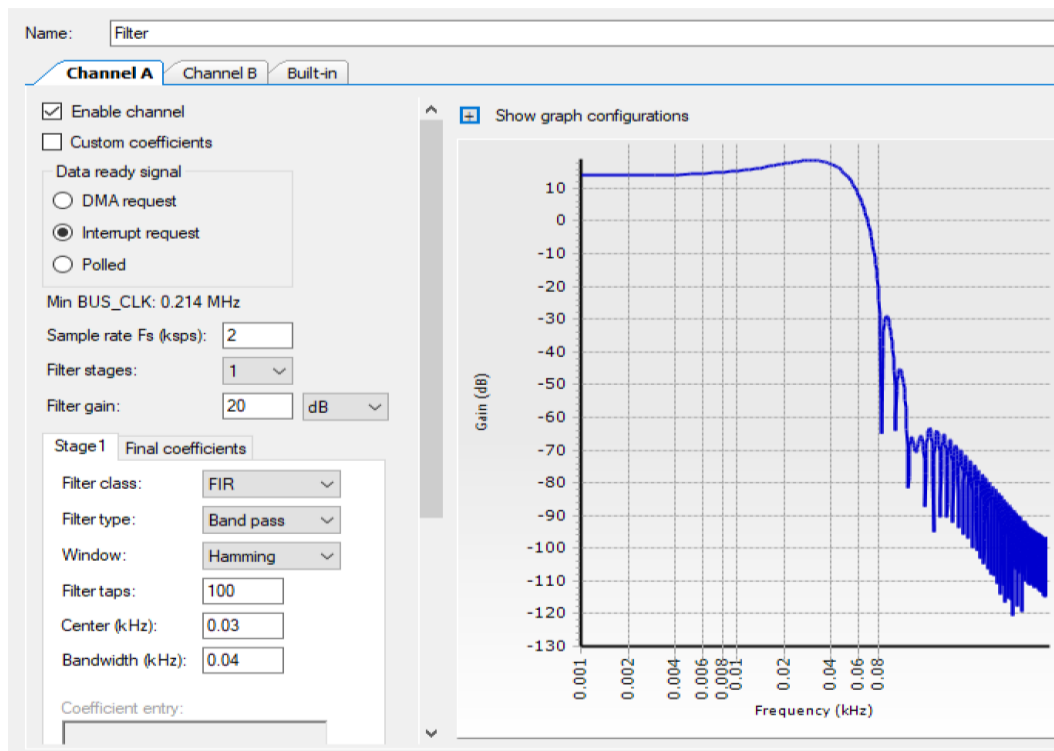 Name: Filter
Channel A Channel B Built-in
Enable channel
Custom coefficients
Data ready signal
DMA request
Interrupt request
Polled
Min BUS_CLK: 0.214 MHz
Sample rate Fs (ksps): 2
Filter stages: 1
Filter gain: 20 dB
Stage1 Final coefficients
Filter class: FIR
Filter type: Band pass
Window: Hamming
Filter taps: 100
Center (kHz): 0.03
Bandwidth (kHz): 0.04
Coefficient entry:
Show graph configurations
Gain (dB)
10
0
-10
-20
-30
-40
-50
-60
-70
-80
-90
-100
-110
-120
-130
0.001 0.002 0.004 0.006 0.008 0.01 0.02 0.04 0.06 0.08
Frequency (kHz)